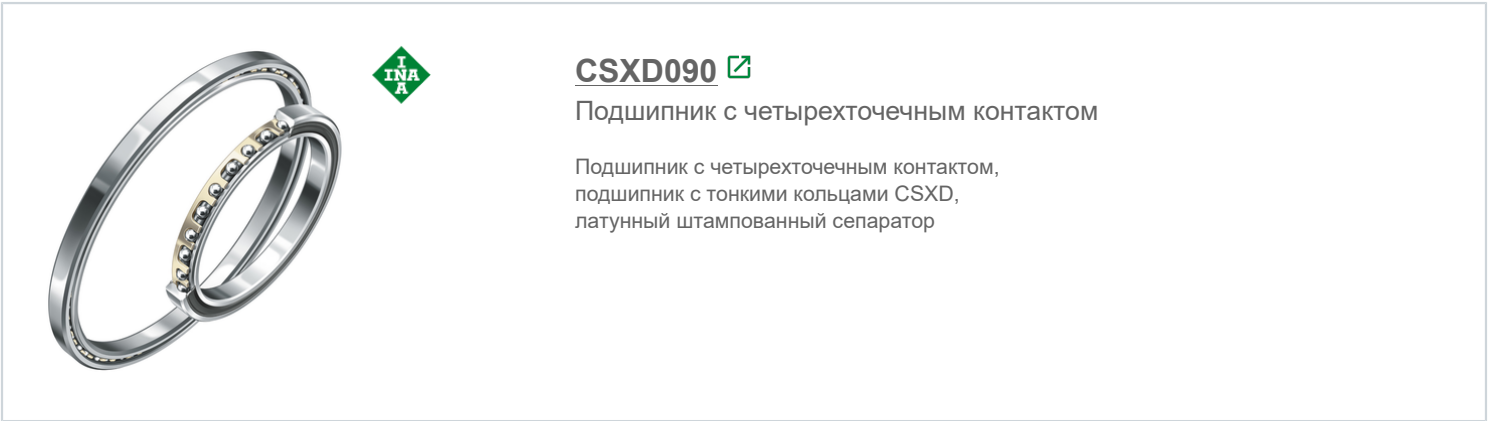 INA
CSXD090
Подшипник с четырехточечным контактом
Подшипник с четырехточечным контактом,
подшипник с тонкими кольцами CSXD,
латунный штампованный сепаратор